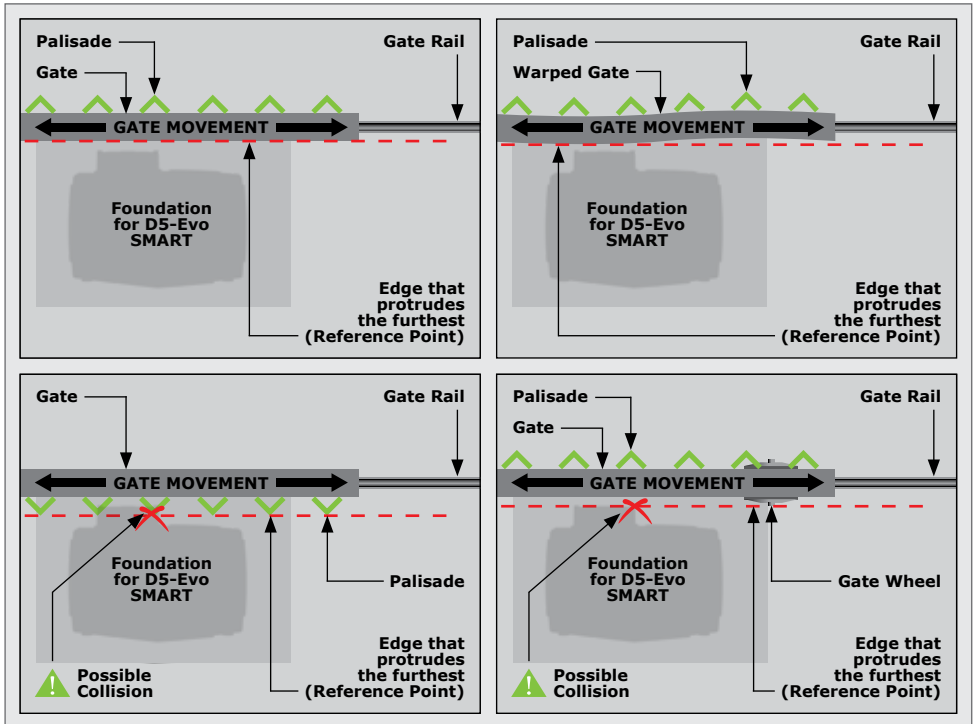 Palisade
Gate Rail
Gate
GATE MOVEMENT
Foundation
for D5-Evo
SMART
Edge that
protrudes
the furthest
(Reference Point)
Palisade
Gate Rail
Warped Gate
GATE MOVEMENT
Foundation
for D5-Evo
SMART
Edge that
protrudes
the furthest
(Reference Point)
Gate
Gate Rail
GATE MOVEMENT
Foundation
for D5-Evo
SMART
Palisade
Edge that
protrudes
the furthest
(Reference Point)
Possible
Collision
Palisade
Gate Rail
Gate
GATE MOVEMENT
Foundation
for D5-Evo
SMART
Gate Wheel
Edge that
protrudes
the furthest
(Reference Point)
Possible
Collision